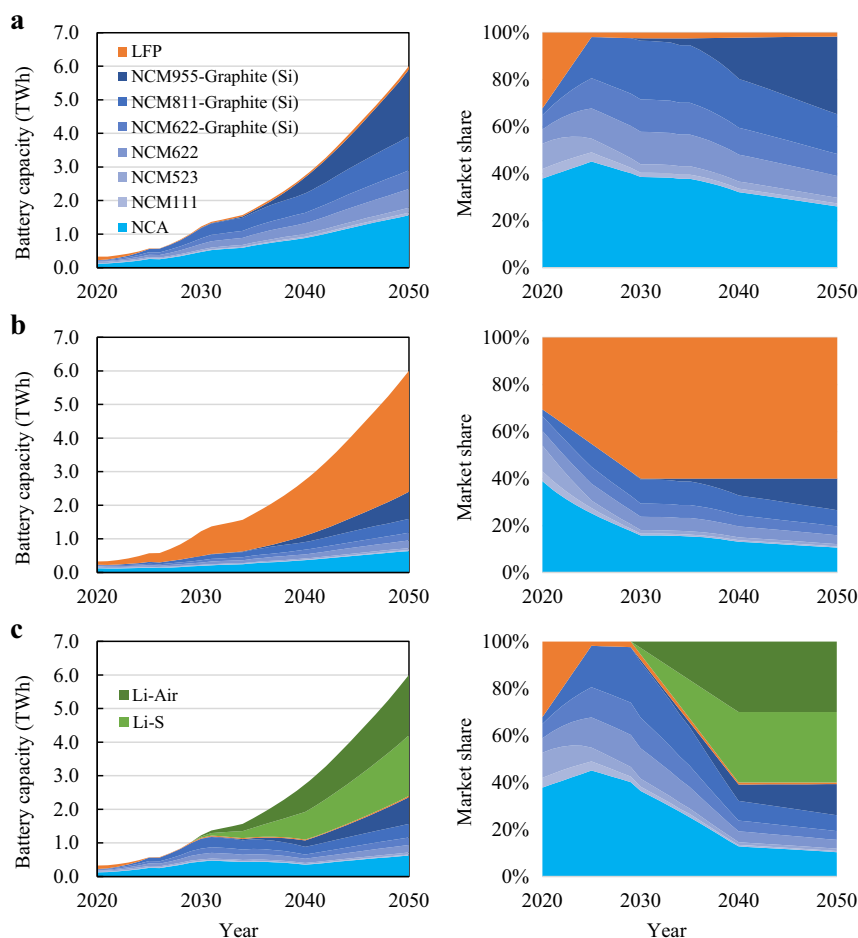 a
7.0
6.0
5.0
4.0
3.0
2.0
1.0
0.0
Battery capacity (TWh)
LFP
NCM955-Graphite (Si)
NCM811-Graphite (Si)
NCM622-Graphite (Si)
NCM622
NCM523
NCM111
NCA
2020 2030 2040 2050
100%
80%
60%
40%
20%
0%
Market share
2020 2030 2040 2050
b
7.0
6.0
5.0
4.0
3.0
2.0
1.0
0.0
Battery capacity (TWh)
2020 2030 2040 2050
100%
80%
60%
40%
20%
0%
Market share
2020 2030 2040 2050
c
7.0
6.0
5.0
4.0
3.0
2.0
1.0
0.0
Battery capacity (TWh)
Li-Air
Li-S
2020 2030 2040 2050
Year
100%
80%
60%
40%
20%
0%
Market share
2020 2030 2040 2050
Year